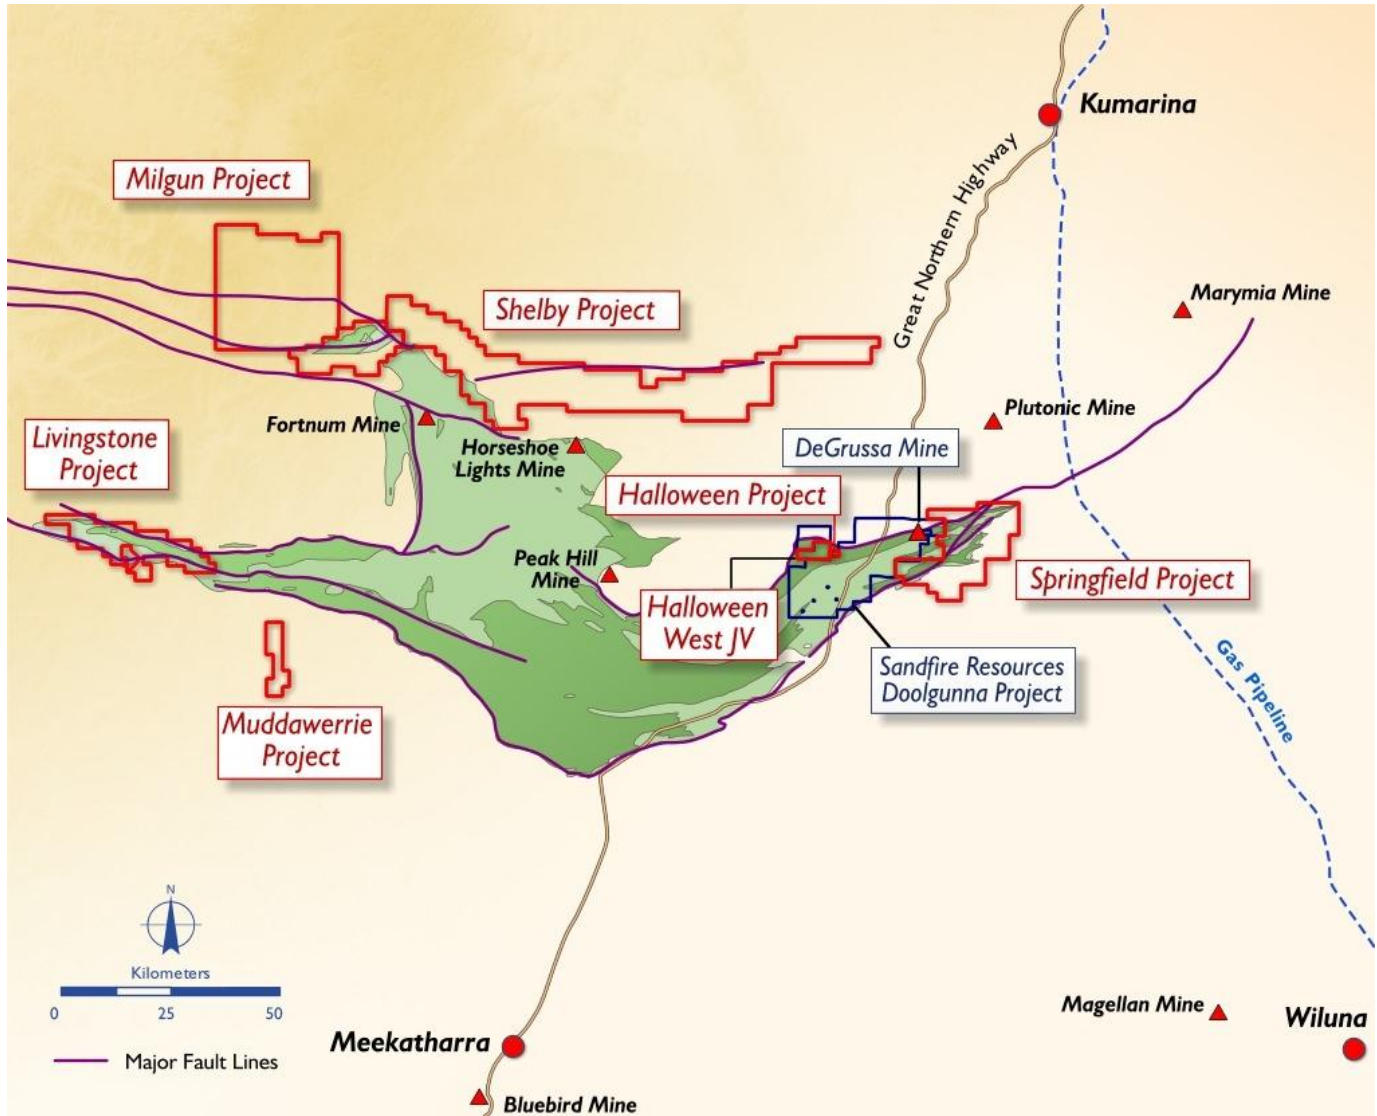 Kumarina
Great Northern Highway
Milgun Project
Marymia Mine
Shelby Project
Plutonic Mine
Fortnum Mine
Livingstone
Project
Horseshoe
Lights Mine
DeGrussa Mine
Halloween Project
Peak Hill
Mine
Springfield Project
Halloween
West JV
Sandfire Resources
Doolgunna Project
Gas Pipeline
Muddawerrie
Project
N
Kilometers
0 25 50
Magellan Mine
Wiluna
Meekatharra
Major Fault Lines
Bluebird Mine